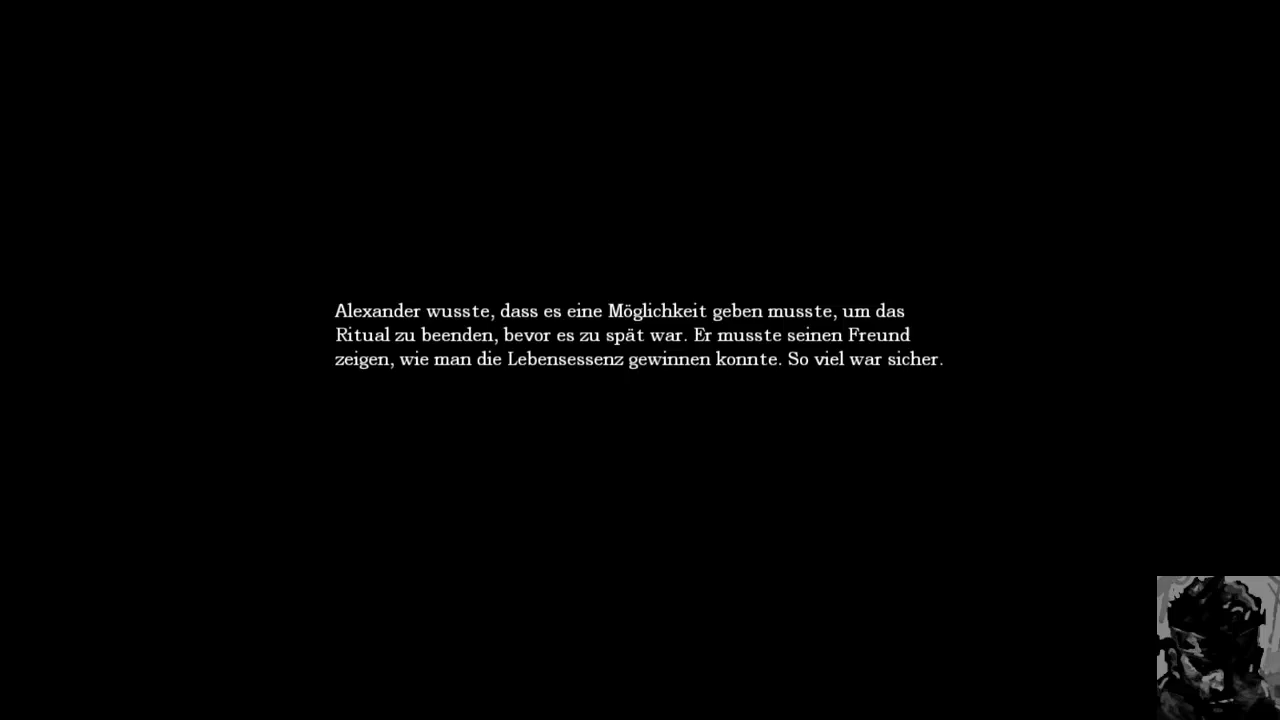 Alexander wusste, dass es eine Möglichkeit geben musste, um das
Ritual zu beenden, bevor es zu spät war. Er musste seinen Freund
zeigen, wie man die Lebensessenz gewinnen konnte. So viel war sicher.